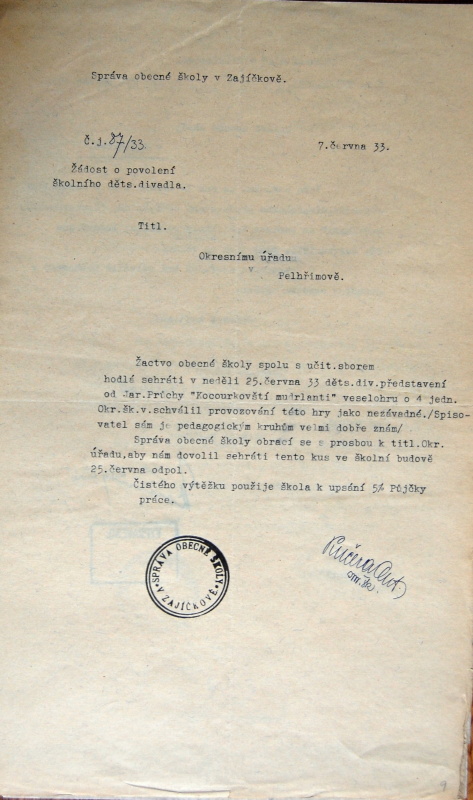 Správa obecné školy v Zajíčkově.
Č.j.87/33
7.června 33.
Žádost o povolení
školního děts.divadla.
Titl.
Okresnímu úřadu
v
Pelhřimově.
Žactvo obecné školy spolu s učit.sborem
hodlá sehráti v neděli 25.června 33 děts.div.představení
od Jar.Průchy "Kocourkovští mudrlanti" veselohru o 4 jedn.
Okr.šk.v.schválil provozování této hry jako nezávadné./Spiso-
vatel sám je pedagogickým kruhům velmi dobře znám/
Správa obecné školy obrací se s prosbou k titl.Okr.
úřadu,aby nám dovolil sehráti tento kus ve školní budově
25.června odpol.
Čistého výtěžku použije škola k upsání 5% Půjčky
práce.
SPRÁVA OBECNÉ ŠKOLY
V ZAJÍČKOVĚ
Kučera Ant.
9